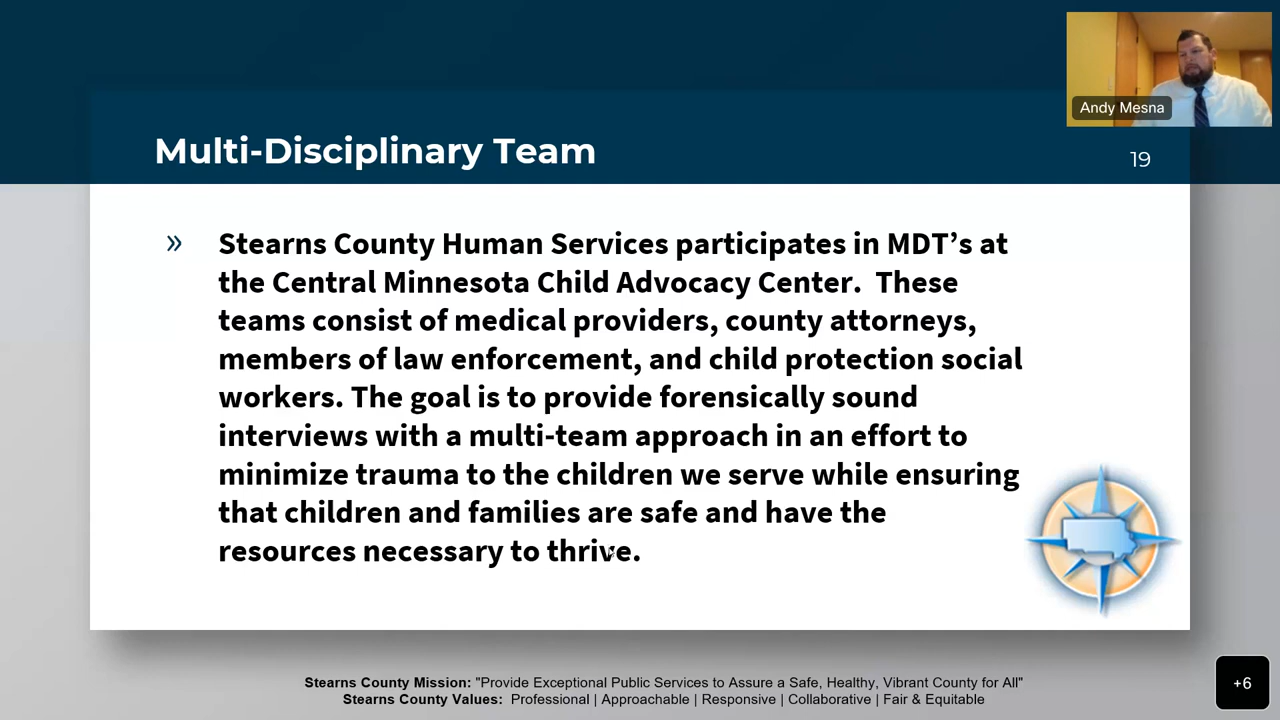 Andy Mesna
Multi-Disciplinary Team
19
» Stearns County Human Services participates in MDT’s at
the Central Minnesota Child Advocacy Center.  These
teams consist of medical providers, county attorneys,
members of law enforcement, and child protection social
workers. The goal is to provide forensically sound
interviews with a multi-team approach in an effort to
minimize trauma to the children we serve while ensuring
that children and families are safe and have the
resources necessary to thrive.
Stearns County Mission: "Provide Exceptional Public Services to Assure a Safe, Healthy, Vibrant County for All"
Stearns County Values:  Professional | Approachable | Responsive | Collaborative | Fair & Equitable
+6